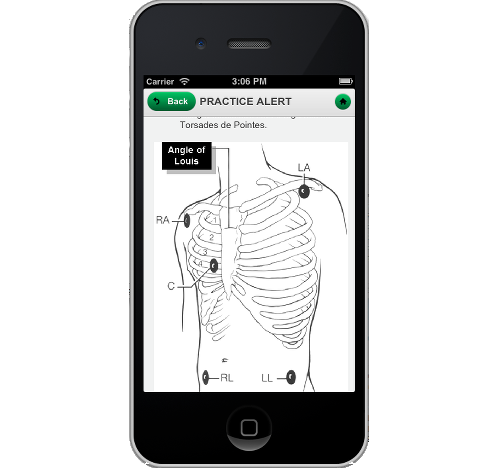 Carrier 3:06 PM
Back PRACTICE ALERT
Torsades de Pointes.
Angle of
Louis
LA
RA
1
2
3
4
C
RL LL